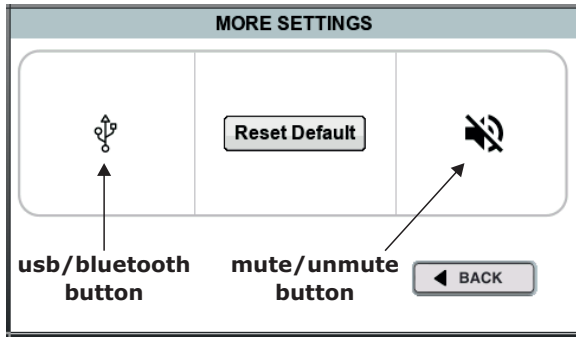 MORE SETTINGS
Reset Default
usb/bluetooth
button
mute/unmute
button
BACK